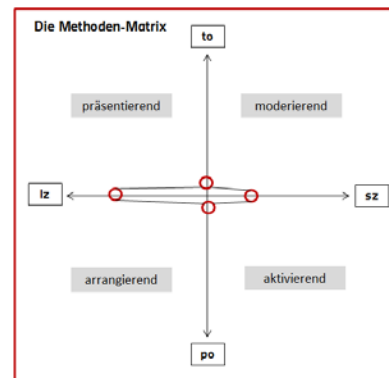 Die Methoden-Matrix
to
präsentierend
moderierend
lz
sz
arrangierend
aktivierend
po